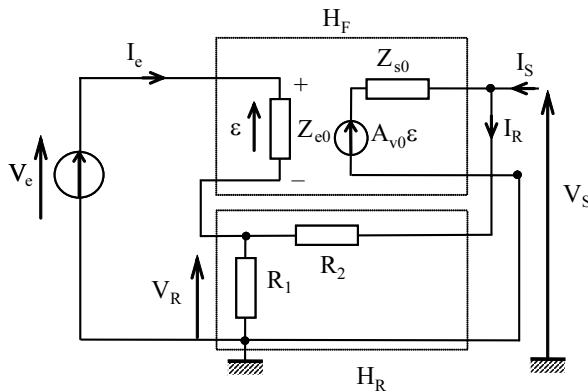 H_F
I_e
Z_s0
I_S
+
ε
Z_e0
A_v0ε
I_R
V_e
−
V_S
R_2
V_R
R_1
H_R